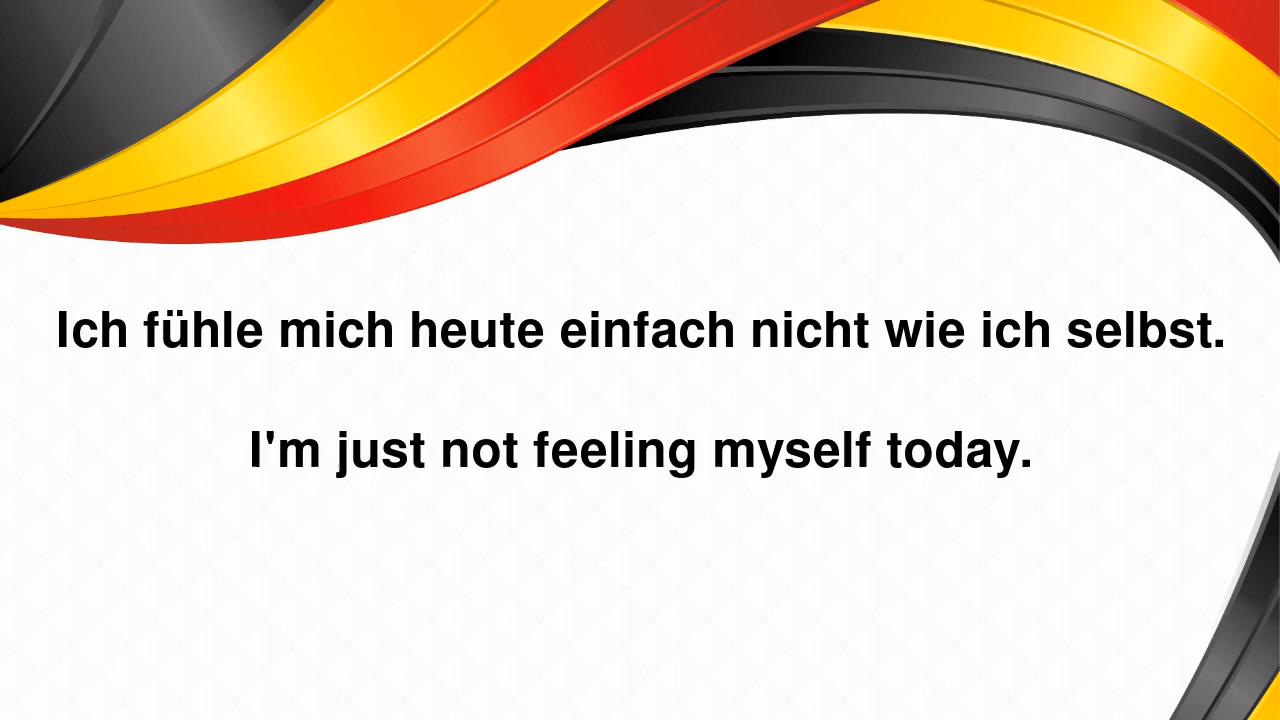 Ich fühle mich heute einfach nicht wie ich selbst.
I'm just not feeling myself today.